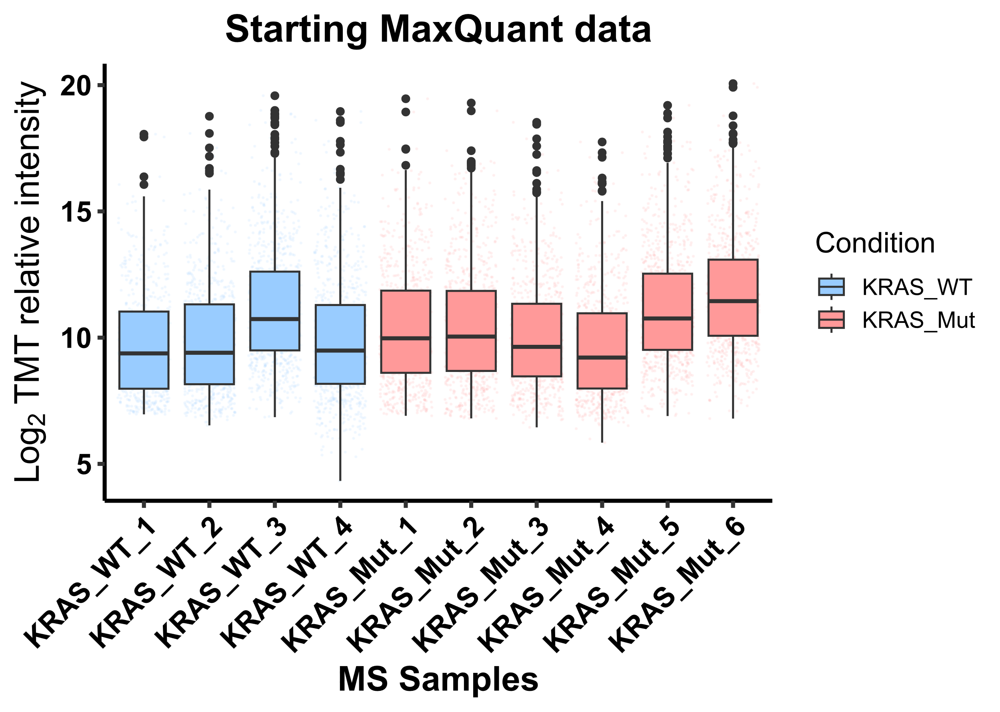 Starting MaxQuant data
Log₂ TMT relative intensity
20
15
10
5
KRAS_WT_1
KRAS_WT_2
KRAS_WT_3
KRAS_WT_4
KRAS_Mut_1
KRAS_Mut_2
KRAS_Mut_3
KRAS_Mut_4
KRAS_Mut_5
KRAS_Mut_6
MS Samples
Condition
KRAS_WT
KRAS_Mut